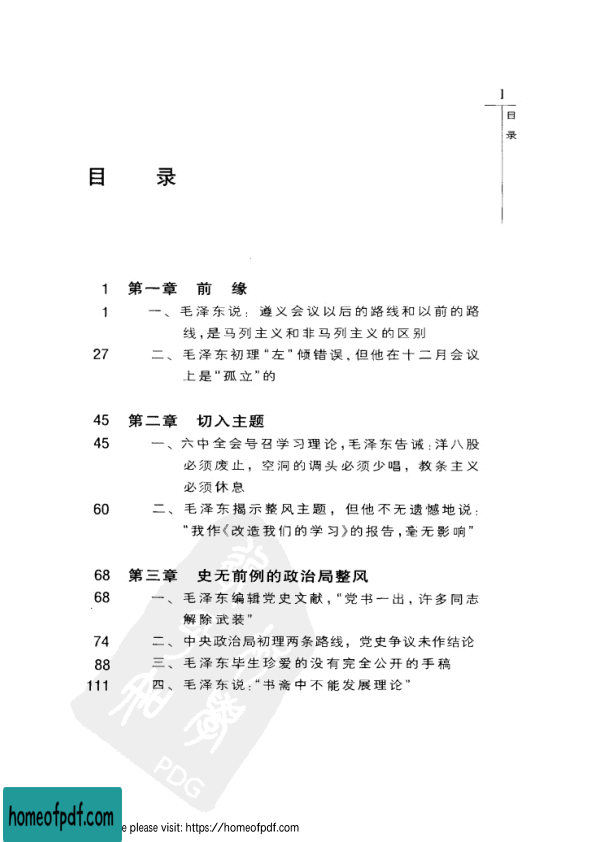 1
目
录
目 录
1 第一章 前 缘
1 一、毛泽东说：遵义会议以后的路线和以前的路
线，是马列主义和非马列主义的区别
27 二、毛泽东初理“左”倾错误、但他在十二月会议
上是“孤立”的
45 第二章 切入主题
45 一、六中全会号召学习理论，毛泽东告诫：洋八股
必须废止，空洞的调头必须少唱，教条主义
必须休息
60 二、毛泽东揭示整风主题，但他不无遗憾地说：
“我作《改造我们的学习》的报告，毫无影响”
68 第三章 史无前例的政治局整风
68 一、毛泽东编辑党史文献，“党书一出，许多同志
解除武装”
74 二、中央政治局初理两条路线，党史争议未作结论
88 三、毛泽东毕生珍爱的没有完全公开的手稿
111 四、毛泽东说：“书斋中不能发展理论”
PDG
homeofpdf.com
e please visit: https://homeofpdf.com